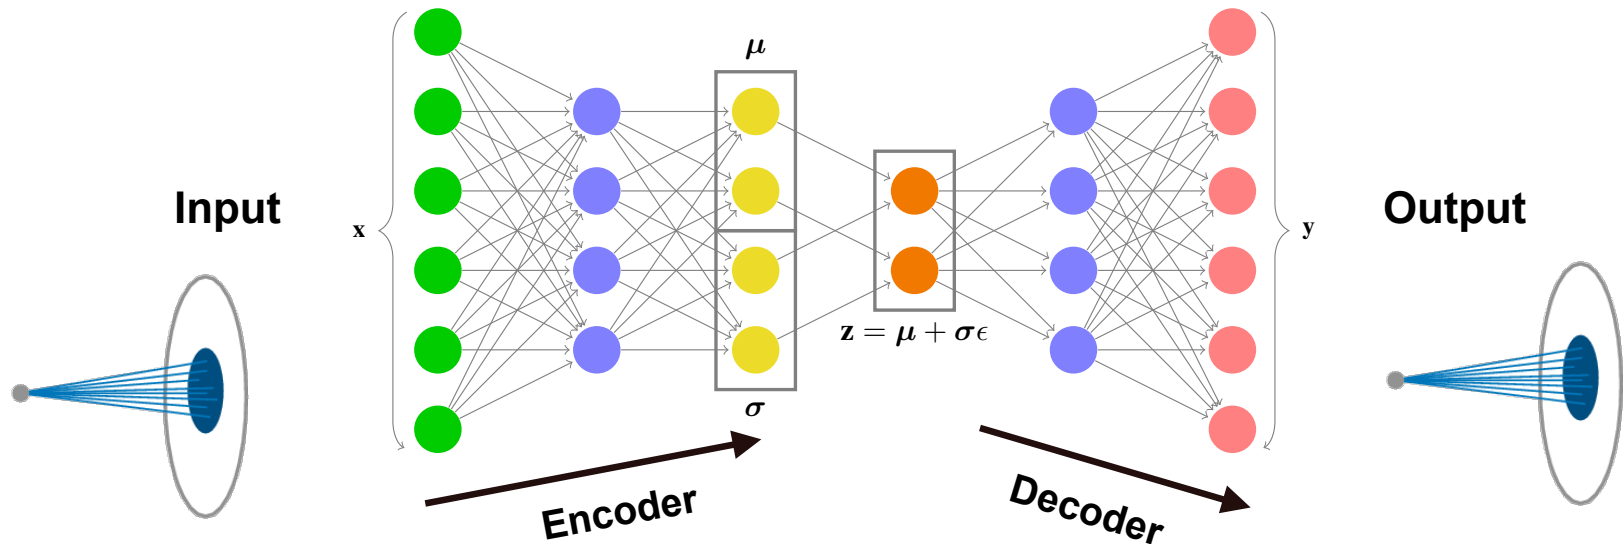 μ
Input
x
Output
y
z = μ + σϵ
σ
Encoder
Decoder